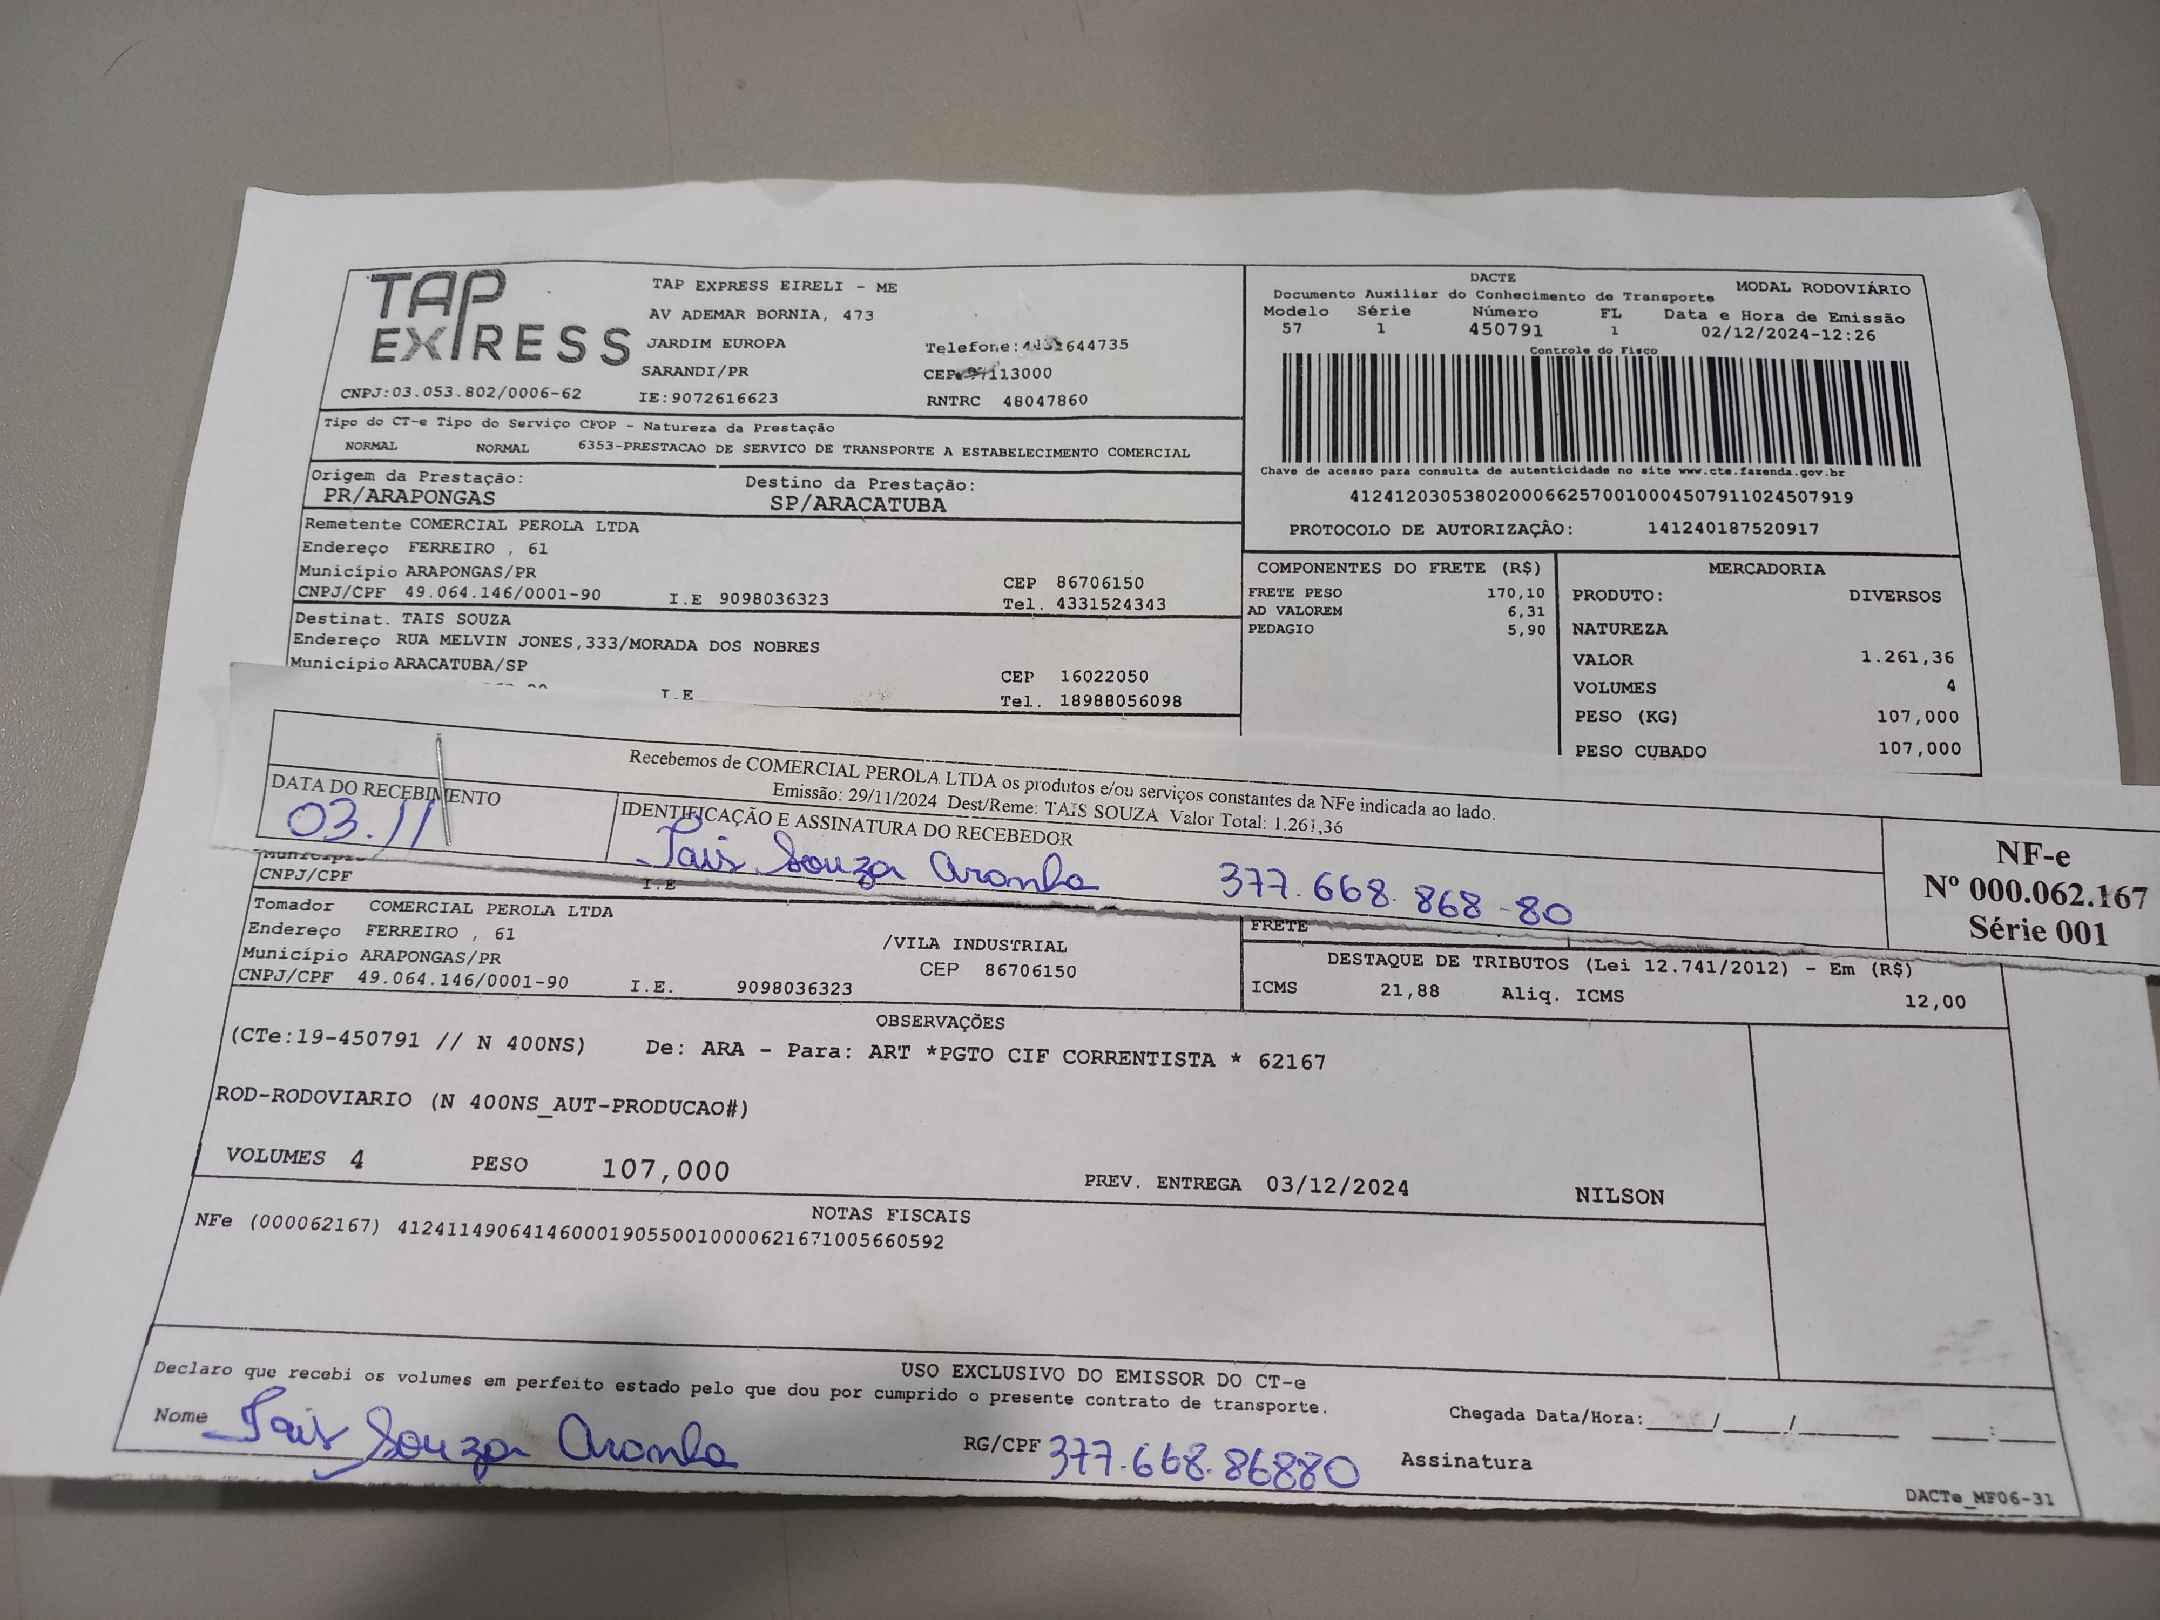 TAP EXPRESS
TAP EXPRESS EIRELI - ME
AV ADEMAR BORNIA, 473
JARDIM EUROPA
SARANDI/PR
CNPJ:03.053.802/0006-62 IE:9072616623
Telefone: 644735
CEP 113000
RNTRC 48047860
DACTE MODAL RODOVIÁRIO
Documento Auxiliar do Conhecimento de Transporte
Modelo Série Número FL Data e Hora de Emissão
57 1 450791 1 02/12/2024-12:26
Controle do Fisco
Chave de acesso para consulta de autenticidade no site www.cte.fazenda.gov.br
41241203053802000662570010004507911024507919
PROTOCOLO DE AUTORIZAÇÂO: 141240187520917
Tipo do CT-e Tipo do Serviço CFOP - Natureza da Prestação
NORMAL NORMAL 6353-PRESTACAO DE SERVICO DE TRANSPORTE A ESTABELECIMENTO COMERCIAL
Origem da Prestação: Destino da Prestação:
PR/ARAPONGAS SP/ARACATUBA
Remetente COMERCIAL PEROLA LTDA
Endereço FERREIRO , 61
Município ARAPONGAS/PR CEP 86706150
CNPJ/CPF 49.064.146/0001-90 I.E 9098036323 Tel. 4331524343
Destinat. TAIS SOUZA
Endereço RUA MELVIN JONES,333/MORADA DOS NOBRES
Município ARACATUBA/SP CEP 16022050
I.E Tel. 18988056098
COMPONENTES DO FRETE (R$)
FRETE PESO 170,10
AD VALOREM 6,31
PEDAGIO 5,90
MERCADORIA
PRODUTO: DIVERSOS
NATUREZA
VALOR 1.261,36
VOLUMES 4
PESO (KG) 107,000
PESO CUBADO 107,000
Recebemos de COMERCIAL PEROLA LTDA os produtos e/ou serviços constantes da NFe indicada ao lado.
Emissão: 29/11/2024 Dest/Reme: TAIS SOUZA Valor Total: 1.261,36
DATA DO RECEBIMENTO IDENTIFICAÇÃO E ASSINATURA DO RECEBEDOR
03.11 Tais Souza Aranha 377.668.868-80
NF-e
Nº 000.062.167
Série 001
Município
CNPJ/CPF I.E
FRETE
Tomador COMERCIAL PEROLA LTDA
Endereço FERREIRO , 61 /VILA INDUSTRIAL
Município ARAPONGAS/PR CEP 86706150
CNPJ/CPF 49.064.146/0001-90 I.E. 9098036323
DESTAQUE DE TRIBUTOS (Lei 12.741/2012) - Em (R$)
ICMS 21,88 Aliq. ICMS 12,00
OBSERVAÇÕES
(CTe:19-450791 // N 400NS) De: ARA - Para: ART *PGTO CIF CORRENTISTA * 62167
ROD-RODOVIARIO (N 400NS_AUT-PRODUCAO#)
VOLUMES 4 PESO 107,000 PREV. ENTREGA 03/12/2024 NILSON
NOTAS FISCAIS
NFe (000062167) 41241149064146000190550010000621671005660592
USO EXCLUSIVO DO EMISSOR DO CT-e
Declaro que recebi os volumes em perfeito estado pelo que dou por cumprido o presente contrato de transporte.
Nome Tais Souza Aranha RG/CPF 377.668.86880 Chegada Data/Hora: / / :
Assinatura
DACTe_MF06-31